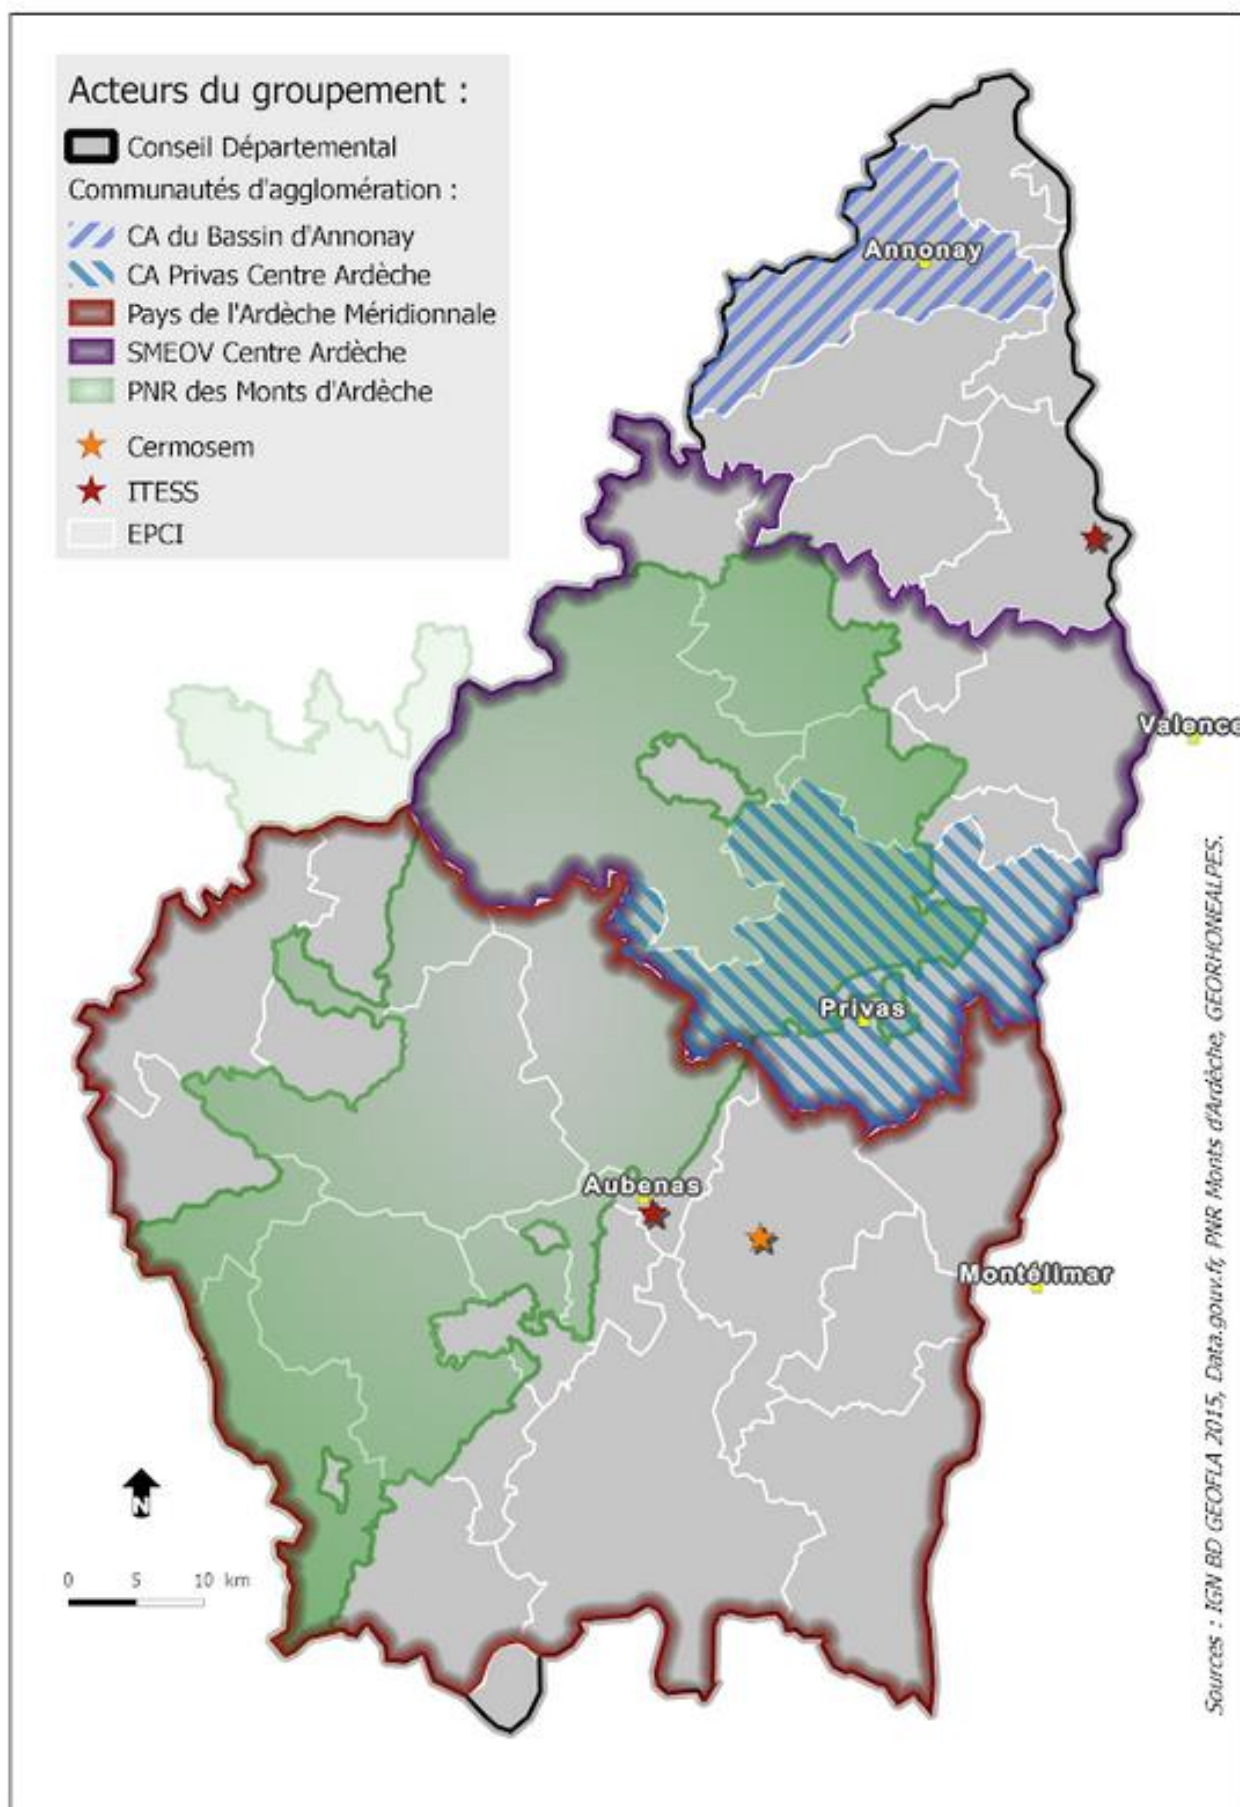 Acteurs du groupement :
Conseil Départemental
Communautés d'agglomération :
CA du Bassin d'Annonay
CA Privas Centre Ardèche
Pays de l'Ardèche Méridionnale
SMEOV Centre Ardèche
PNR des Monts d'Ardèche
Cermosem
ITESS
EPCI
Annonay
Valence
Privas
Aubenas
Montélimar
N
0 5 10 km
Sources : IGN BD GEOFLA 2015, Data.gouv.fr, PNR Monts d'Ardèche, GEORHONEALPES.